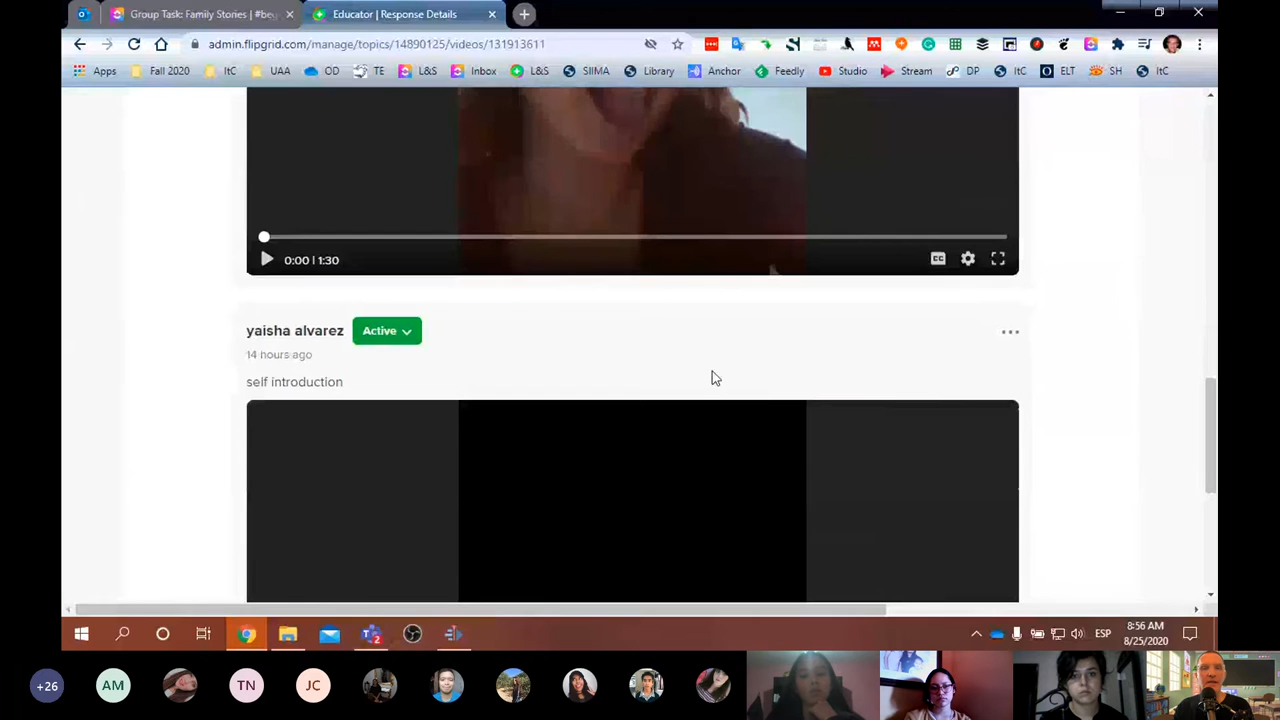 Group Task: Family Stories | #be
Educator | Response Details
admin.flipgrid.com/manage/topic/14890125/videos/131913611
Apps Fall 2020 ItC UAA OD TE L&S Inbox L&S SIIMA Library Anchor Feedly Studio Stream DP ItC ELT SH ItC
0:00 | 1:30
CC
yaisha alvarez Active
14 hours ago
self introduction
8:56 AM
ESP
8/25/2020
+26 AM TN JC